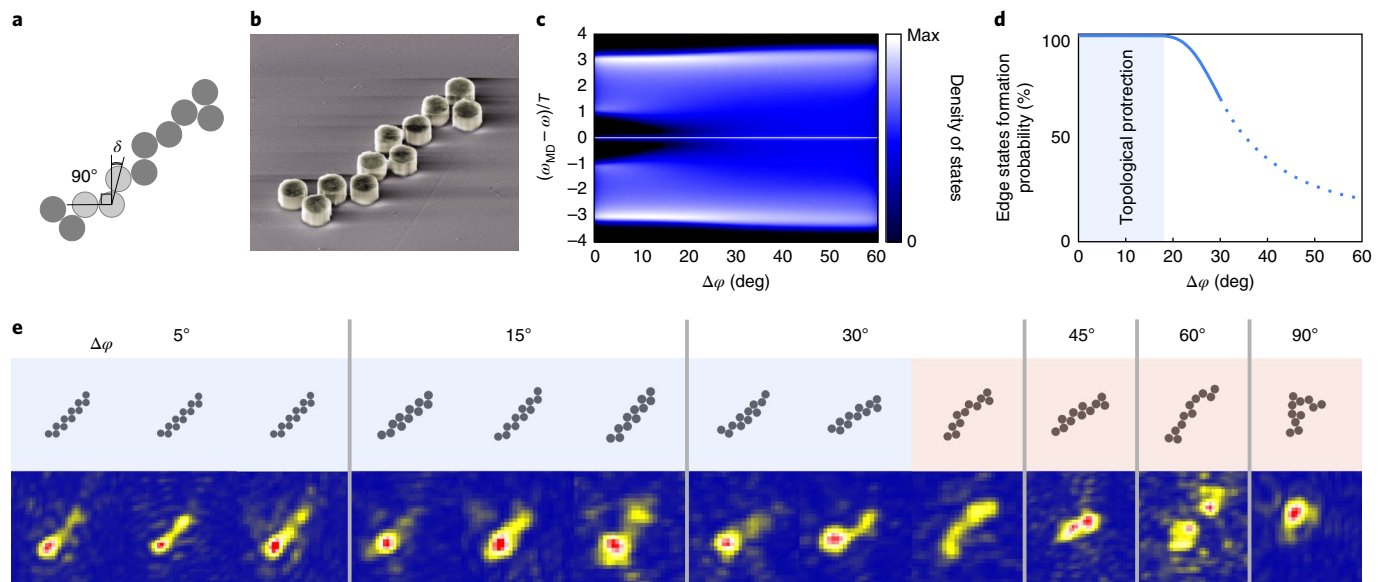 a
δ
90°
b
c
4
3
2
1
0
−1
−2
−3
−4
(ω_MD − ω)/T
0 10 20 30 40 50 60
Δφ (deg)
Max
0
Density of states
d
100
50
0
Edge states formation
probability (%)
Topological protreection
0 10 20 30 40 50 60
Δφ (deg)
e
Δφ 5° 15° 30° 45° 60° 90°